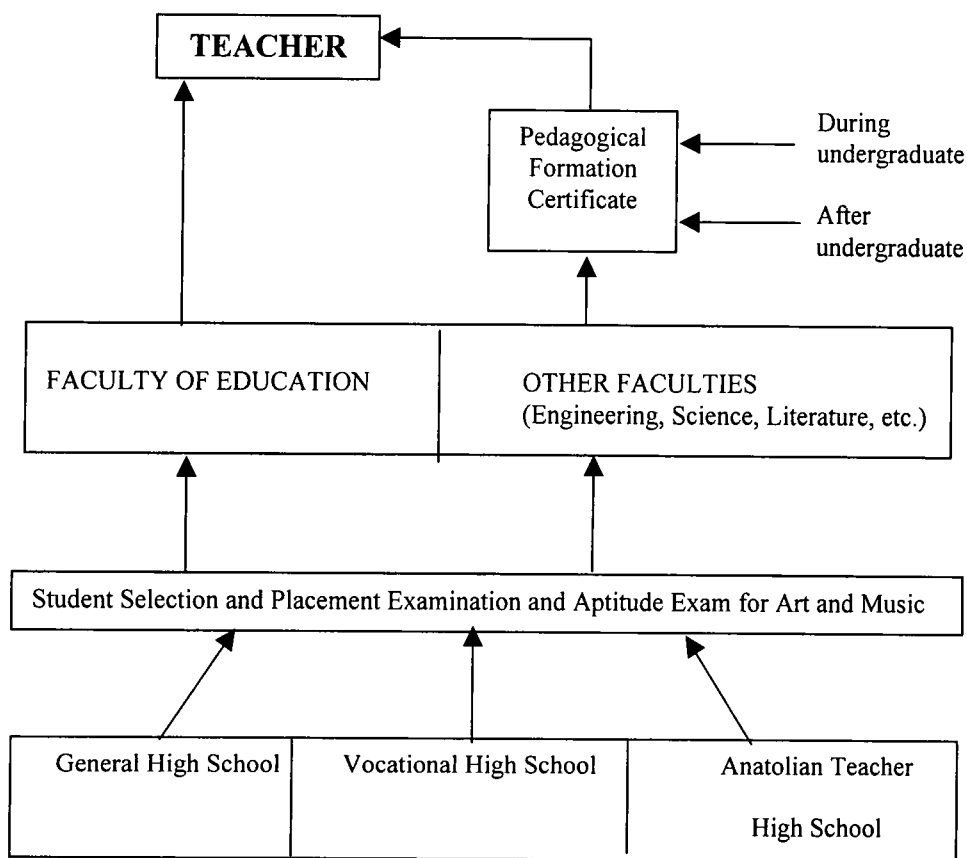 TEACHER
Pedagogical
Formation
Certificate
During
undergraduate
After
undergraduate
FACULTY OF EDUCATION
OTHER FACULTIES
(Engineering, Science, Literature, etc.)
Student Selection and Placement Examination and Aptitude Exam for Art and Music
General High School
Vocational High School
Anatolian Teacher
High School